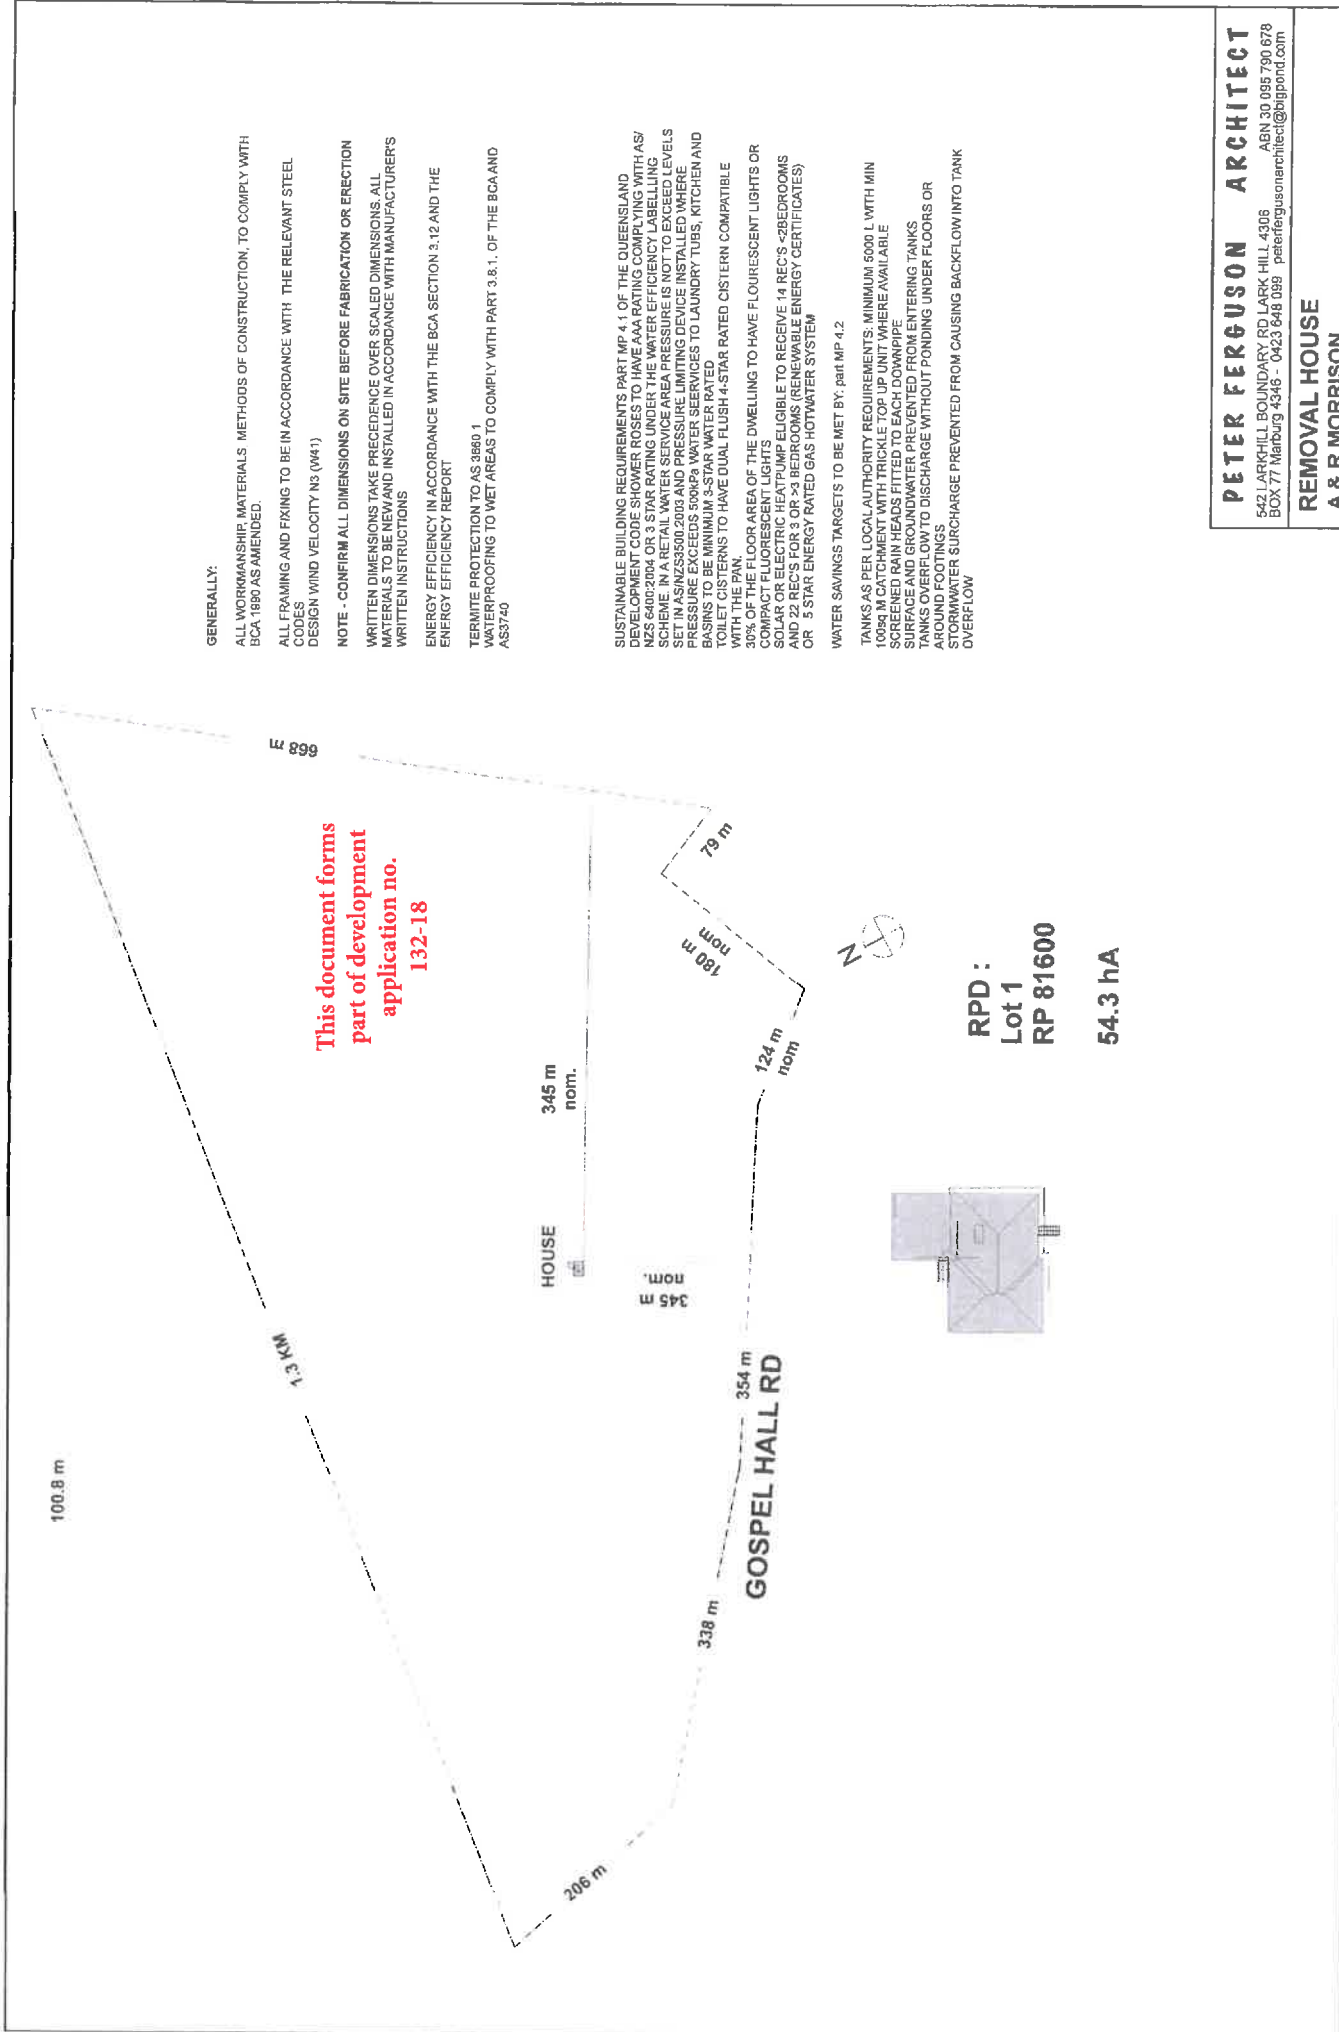 100.8 m
1.3 KM
668 m
This document forms
part of development
application no.
132-18
HOUSE
345 m
nom.
345 m
nom.
79 m
180 m
nom
124 m
nom
354 m
338 m
206 m
GOSPEL HALL RD
N
RPD :
Lot 1
RP 81600
54.3 hA
GENERALLY:
ALL WORKMANSHIP, MATERIALS, METHODS OF CONSTRUCTION, TO COMPLY WITH
BCA 1990 AS AMENDED.
ALL FRAMING AND FIXING TO BE IN ACCORDANCE WITH THE RELEVANT STEEL
CODES
DESIGN WIND VELOCITY N3 (W41)
NOTE - CONFIRM ALL DIMENSIONS ON SITE BEFORE FABRICATION OR ERECTION
WRITTEN DIMENSIONS TAKE PRECEDENCE OVER SCALED DIMENSIONS. ALL
MATERIALS TO BE NEW AND INSTALLED IN ACCORDANCE WITH MANUFACTURER'S
WRITTEN INSTRUCTIONS
ENERGY EFFICIENCY IN ACCORDANCE WITH THE BCA SECTION 3.12 AND THE
ENERGY EFFICIENCY REPORT
TERMITE PROTECTION TO AS 3660 1
WATERPROOFING TO WET AREAS TO COMPLY WITH PART 3.8.1. OF THE BCA AND
AS3740
SUSTAINABLE BUILDING REQUIREMENTS PART MP 4.1 OF THE QUEENSLAND
DEVELOPMENT CODE SHOWER ROSES TO HAVE AAA RATING COMPLYING WITH AS/
NZS 6400:2004 OR 3 STAR RATING UNDER THE WATER EFFICIENCY LABELLING
SCHEME. IN A RETAIL WATER SERVICE AREA PRESSURE IS NOT TO EXCEED LEVELS
SET IN AS/NZS3500:2003 AND PRESSURE LIMITING DEVICE INSTALLED WHERE
PRESSURE EXCEEDS 500kPa WATER SEERVICES TO LAUNDRY TUBS, KITCHEN AND
BASINS TO BE MINIMUM 3-STAR WATER RATED
TOILET CISTERNS TO HAVE DUAL FLUSH 4-STAR RATED CISTERN COMPATIBLE
WITH THE PAN.
30% OF THE FLOOR AREA OF THE DWELLING TO HAVE FLOURESCENT LIGHTS OR
COMPACT FLUORESCENT LIGHTS
SOLAR OR ELECTRIC HEATPUMP ELIGIBLE TO RECEIVE 14 REC'S <2BEDROOMS
AND 22 REC'S FOR 3 OR >3 BEDROOMS (RENEWABLE ENERGY CERTIFICATES)
OR 5 STAR ENERGY RATED GAS HOTWATER SYSTEM
WATER SAVINGS TARGETS TO BE MET BY: part MP 4.2
TANKS AS PER LOCAL AUTHORITY REQUIREMENTS: MINIMUM 5000 L WITH MIN
100sq M CATCHMENT WITH TRICKLE TOP UP UNIT WHERE AVAILABLE
SCREENED RAIN HEADS FITTED TO EACH DOWNPIPE
SURFACE AND GROUNDWATER PREVENTED FROM ENTERING TANKS
TANKS OVERFLOW TO DISCHARGE WITHOUT PONDING UNDER FLOORS OR
AROUND FOOTINGS
STORMWATER SURCHARGE PREVENTED FROM CAUSING BACKFLOW INTO TANK
OVERFLOW
PETER FERGUSON ARCHITECT
542 LARKHILL BOUNDARY RD LARK HILL 4306 ABN 30 095 790 678
BOX 77 Marburg 4346 - 0423 648 099 peterfergusonarchitect@bigpond.com
REMOVAL HOUSE
A & R MORRISON